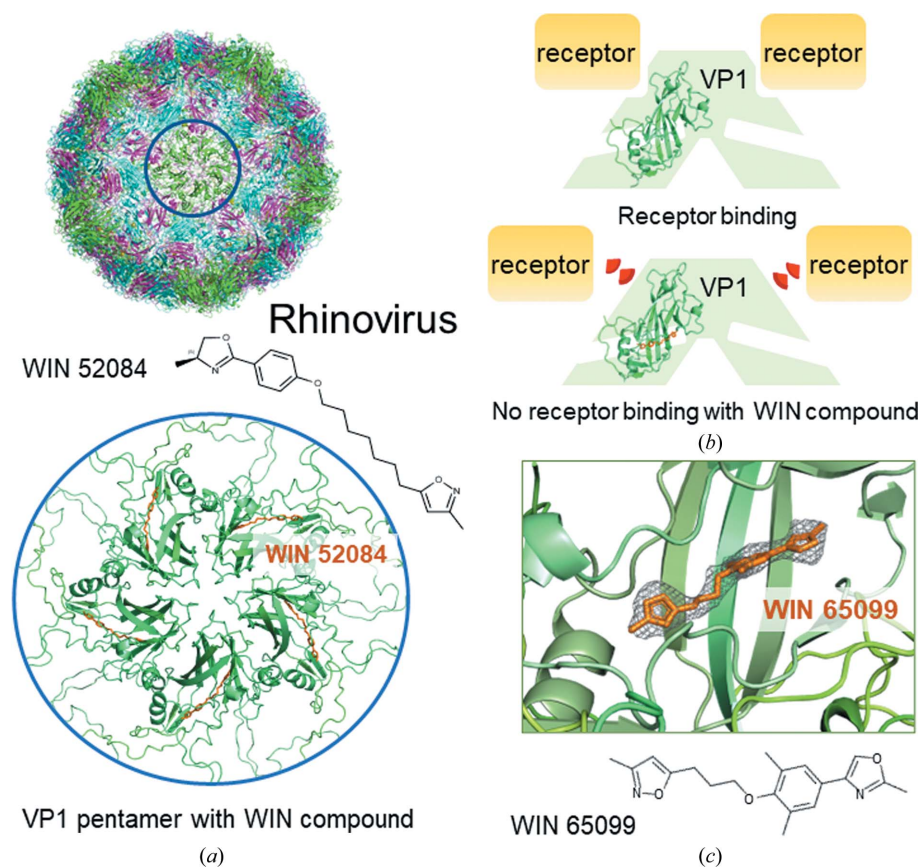 Rhinovirus
WIN 52084
(S)
O
N
O
O
N
WIN 52084
VP1 pentamer with WIN compound
(a)
receptor
receptor
VP1
Receptor binding
receptor
receptor
VP1
No receptor binding with WIN compound
(b)
WIN 65099
N
O
O
O
N
WIN 65099
(c)